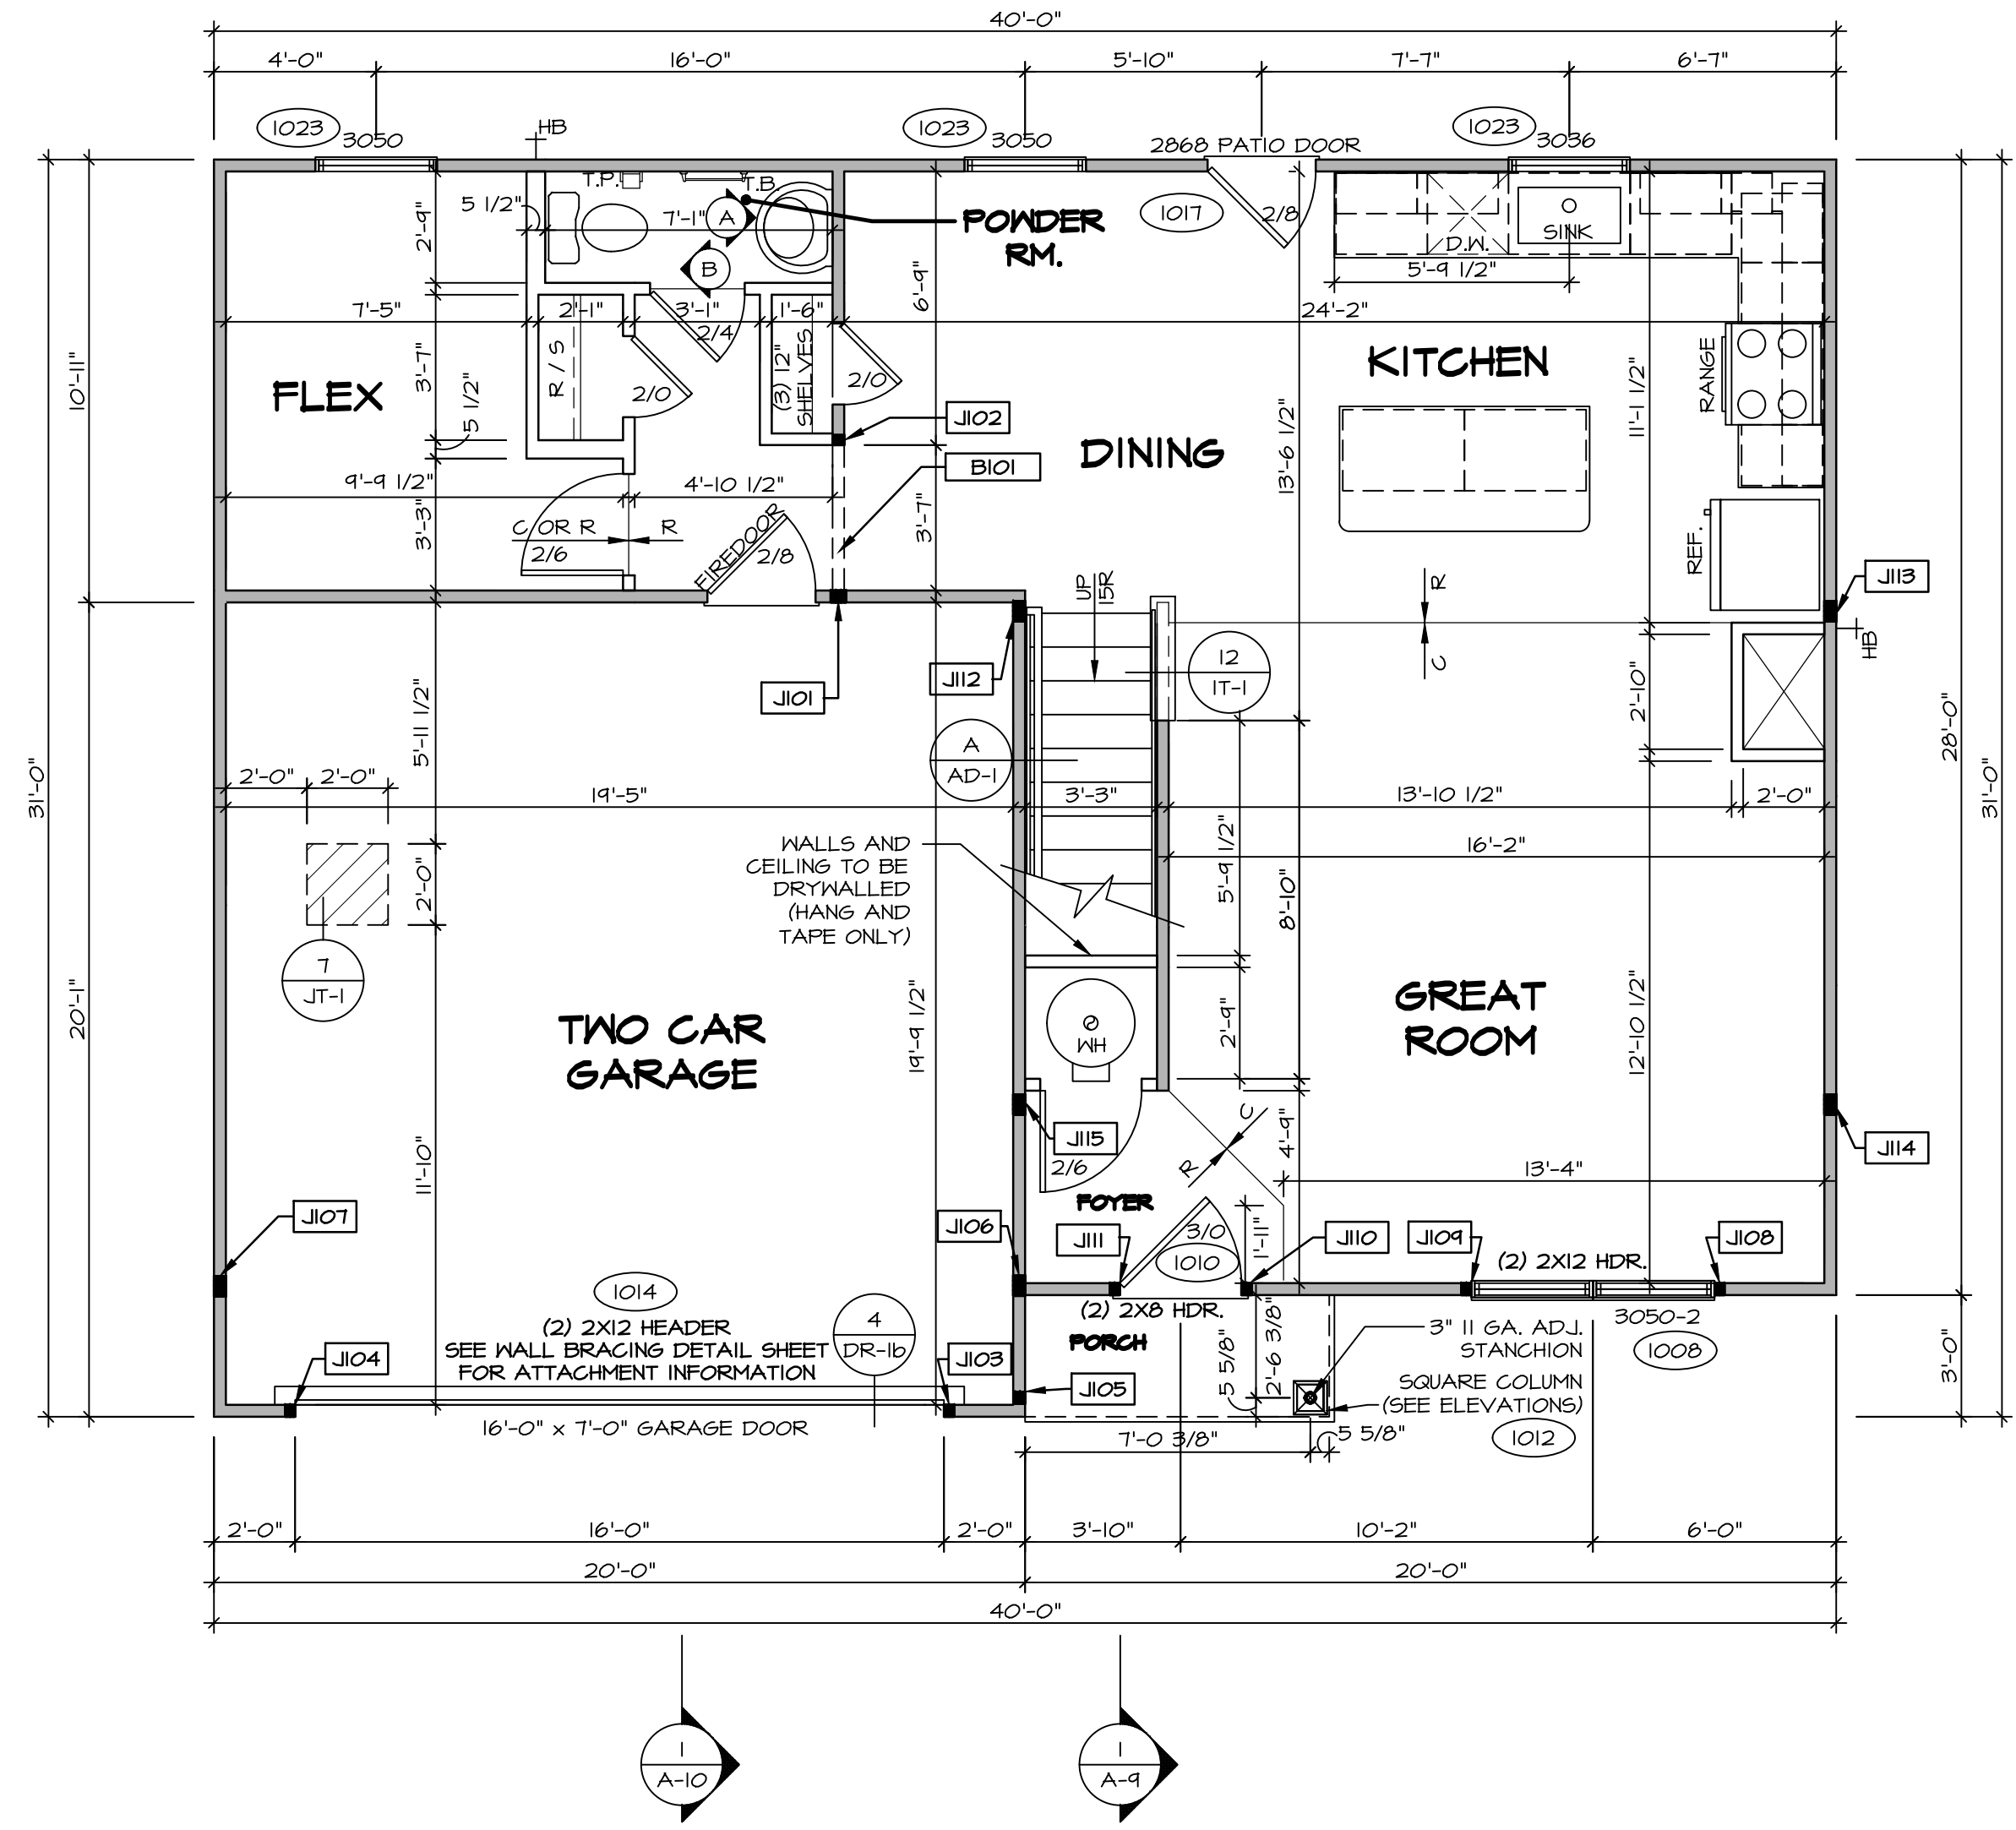 40'-0"
4'-0" 16'-0" 5'-10" 7'-7" 6'-7"
1023 3050 HB 1023 3050 2868 PATIO DOOR 1023 3036
T.P. T.B.
5 1/2" 7'-1" A POWDER RM. 1017 2/8 SINK
2'-9" B D.W.
5'-9 1/2"
6'-9"
7'-5" 2'-1" 3'-1" 1'-6" 24'-2"
2/4
10'-11" 3'-7" 5 1/2" R / S 2/0 (3) 12" SHELVES 2/0
FLEX KITCHEN RANGE
11'-1 1/2"
J102 DINING 13'-6 1/2"
B101
9'-9 1/2" 4'-10 1/2"
3'-3" C OR R R FIREDOOR 3'-7"
2/6 2/8 REF.
UP 15R R J113
C HB
J101 J112 12 1T-1
5'-11 1/2" 2'-10" 28'-0"
A AD-1
31'-0" 31'-0"
2'-0" 2'-0" 19'-5" 3'-3" 13'-10 1/2" 2'-0"
WALLS AND
CEILING TO BE
DRYWALLED
(HANG AND
TAPE ONLY)
16'-2"
2'-0" 5'-9 1/2" 8'-10"
7 JT-1
20'-1" 19'-9 1/2" 12'-10 1/2"
TWO CAR
GARAGE
GREAT
ROOM
WH 2'-9"
11'-10" J115 C 4'-9" J114
2/6 R 13'-4"
FOYER
J107 J106 J111 3/0 1'-11" J110 J109 J108
1010 (2) 2X12 HDR.
1014
(2) 2X12 HEADER
SEE WALL BRACING DETAIL SHEET
FOR ATTACHMENT INFORMATION
4 DR-1b
(2) 2X8 HDR. 3050-2
PORCH 1008
J104 J103 J105
5 5/8" 2'-6 3/8"
3" 11 GA. ADJ.
STANCHION
SQUARE COLUMN
(SEE ELEVATIONS)
3'-0"
16'-0" x 7'-0" GARAGE DOOR
7'-0 3/8" 5 5/8" 1012
2'-0" 16'-0" 2'-0" 3'-10" 10'-2" 6'-0"
20'-0" 20'-0"
40'-0"
1 1
A-10 A-9